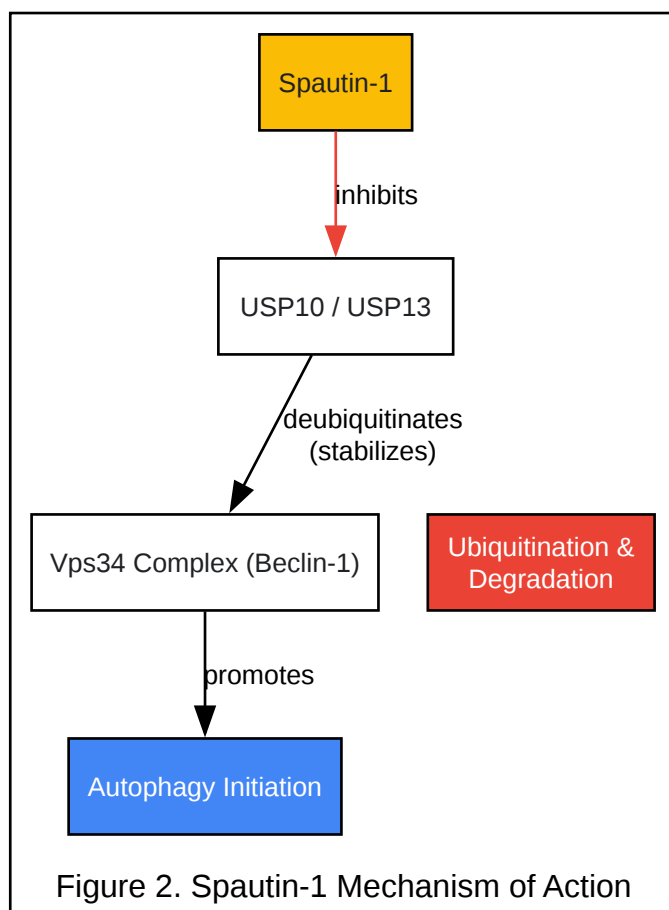 Spautin-1
inhibits
USP10 / USP13
deubiquitinates
(stabilizes)
Vps34 Complex (Beclin-1)
Ubiquitination &
Degradation
promotes
Autophagy Initiation
Figure 2. Spautin-1 Mechanism of Action